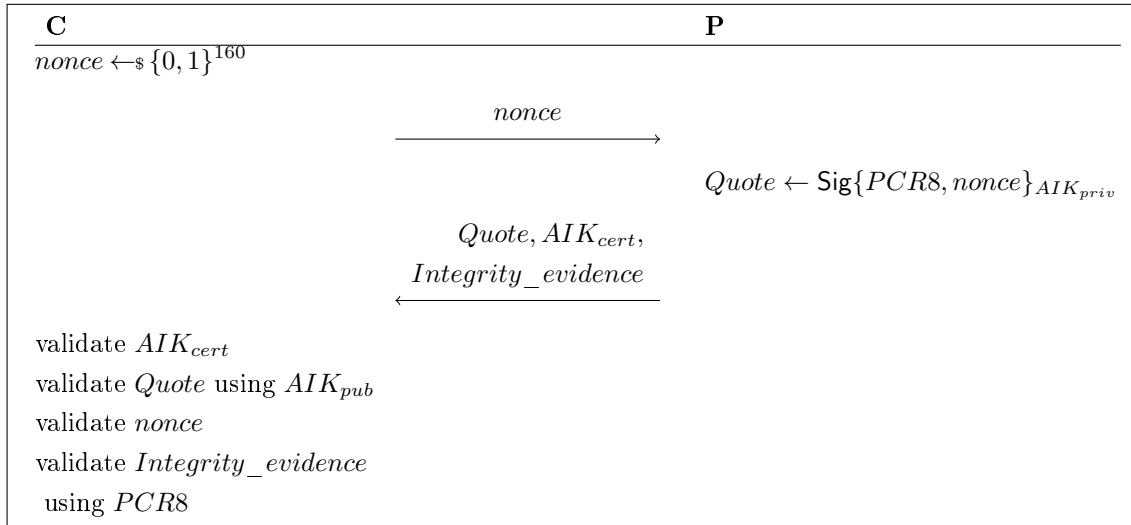 C P
nonce ←$ {0, 1}^160
nonce
Quote ← Sig{PCR8, nonce}_AIK_priv
Quote, AIK_cert,
Integrity_evidence
validate AIK_cert
validate Quote using AIK_pub
validate nonce
validate Integrity_evidence
using PCR8